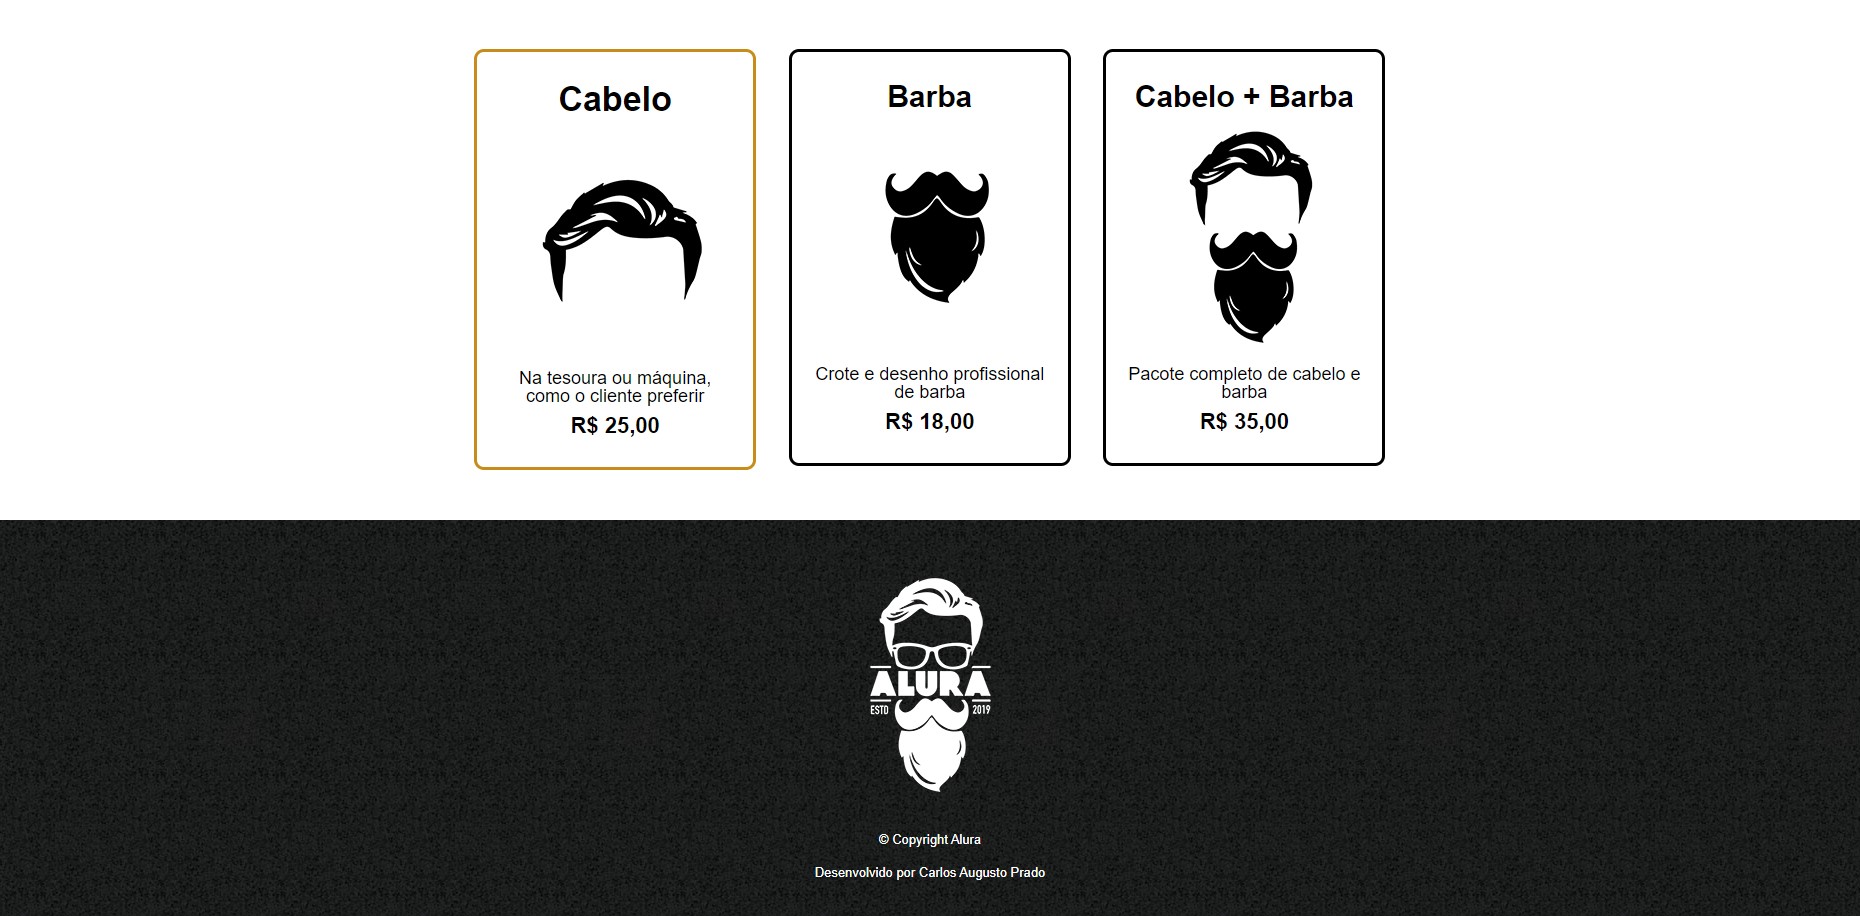 Cabelo
Na tesoura ou máquina,
como o cliente preferir
R$ 25,00
Barba
Crote e desenho profissional
de barba
R$ 18,00
Cabelo + Barba
Pacote completo de cabelo e
barba
R$ 35,00
ALURA
ESTD 2019
© Copyright Alura
Desenvolvido por Carlos Augusto Prado